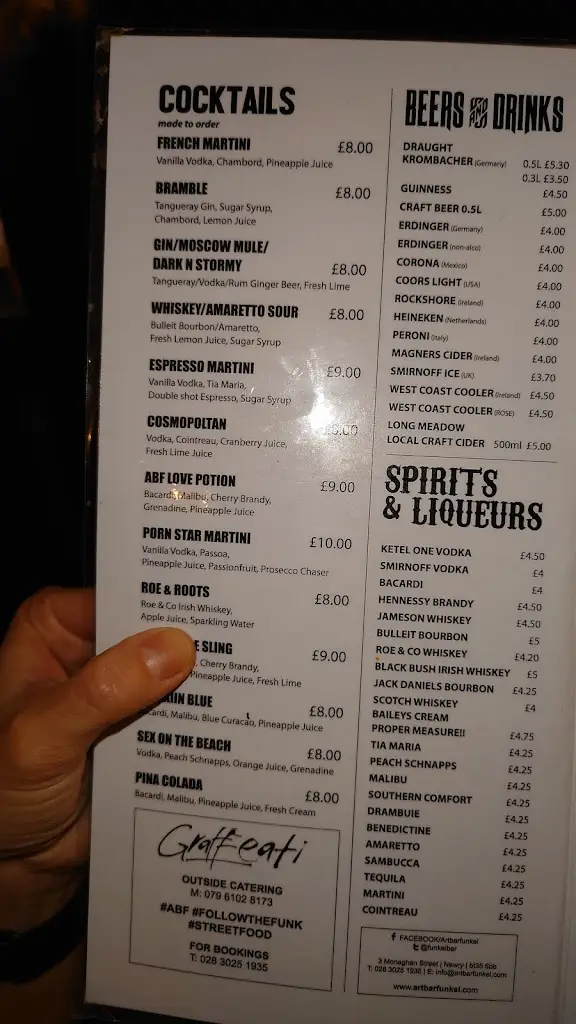 COCKTAILS
made to order
FRENCH MARTINI £8.00
Vanilla Vodka, Chambord, Pineapple Juice
BRAMBLE £8.00
Tangueray Gin, Sugar Syrup,
Chambord, Lemon Juice
GIN/MOSCOW MULE/
DARK N STORMY £8.00
Tangueray/Vodka/Rum Ginger Beer, Fresh Lime
WHISKEY/AMARETTO SOUR £8.00
Bulleit Bourbon/Amaretto,
Fresh Lemon Juice, Sugar Syrup
ESPRESSO MARTINI £9.00
Vanilla Vodka, Tia Maria,
Double shot Espresso, Sugar Syrup
COSMOPOLTAN
Vodka, Cointreau, Cranberry Juice,
Fresh Lime Juice
ABF LOVE POTION £9.00
Bacardi, Malibu, Cherry Brandy,
Grenadine, Pineapple Juice
PORN STAR MARTINI £10.00
Vanilla Vodka, Passoa,
Pineapple Juice, Passionfruit, Prosecco Chaser
ROE & ROOTS £8.00
Roe & Co Irish Whiskey,
Apple Juice, Sparkling Water
SLING £9.00
Cherry Brandy,
Pineapple Juice, Fresh Lime
BLUE £8.00
Malibu, Blue Curacao, Pineapple Juice
SEX ON THE BEACH £8.00
Vodka, Peach Schnapps, Orange Juice, Grenadine
PINA COLADA £8.00
Bacardi, Malibu, Pineapple Juice, Fresh Cream
Graffeati
OUTSIDE CATERING
M: 079 6102 8173
#ABF #FOLLOWTHEFUNK
#STREETFOOD
FOR BOOKINGS
T: 028 3025 1935
BEERS AND DRINKS
DRAUGHT
KROMBACHER (Germany) 0.5L £5.30
0.3L £3.50
GUINNESS £4.50
CRAFT BEER 0.5L £5.00
ERDINGER (Germany) £4.00
ERDINGER (non-alco) £4.00
CORONA (Mexico) £4.00
COORS LIGHT (USA) £4.00
ROCKSHORE (Ireland) £4.00
HEINEKEN (Netherlands) £4.00
PERONI (Italy) £4.00
MAGNERS CIDER (Ireland) £4.00
SMIRNOFF ICE (UK) £3.70
WEST COAST COOLER (Ireland) £4.50
WEST COAST COOLER (ROSE) £4.50
LONG MEADOW
LOCAL CRAFT CIDER 500ml £5.00
SPIRITS
& LIQUEURS
KETEL ONE VODKA £4.50
SMIRNOFF VODKA £4
BACARDI £4
HENNESSY BRANDY £4.50
JAMESON WHISKEY £4.50
BULLEIT BOURBON £5
ROE & CO WHISKEY £4.20
BLACK BUSH IRISH WHISKEY £5
JACK DANIELS BOURBON £4.25
SCOTCH WHISKEY £4
BAILEYS CREAM
PROPER MEASURE!! £4.75
TIA MARIA £4.25
PEACH SCHNAPPS £4.25
MALIBU £4.25
SOUTHERN COMFORT £4.25
DRAMBUIE £4.25
BENEDICTINE £4.25
AMARETTO £4.25
SAMBUCCA £4.25
TEQUILA £4.25
MARTINI £4.25
COINTREAU £4.25
FACEBOOK/Artbarfunkel
@funkelbar
3 Monaghan Street | Newry | bt35 6bb
T: 028 3025 1935 | E: info@artbarfunkel.com
www.artbarfunkel.com